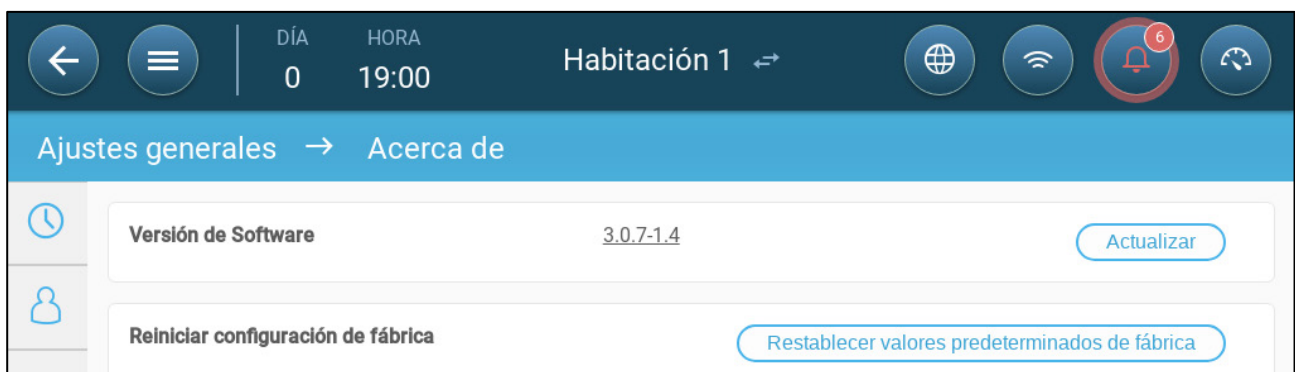 DÍA HORA
0 19:00
Habitación 1
6
Ajustes generales → Acerca de
Versión de Software 3.0.7-1.4 Actualizar
Reiniciar configuración de fábrica Restablecer valores predeterminados de fábrica